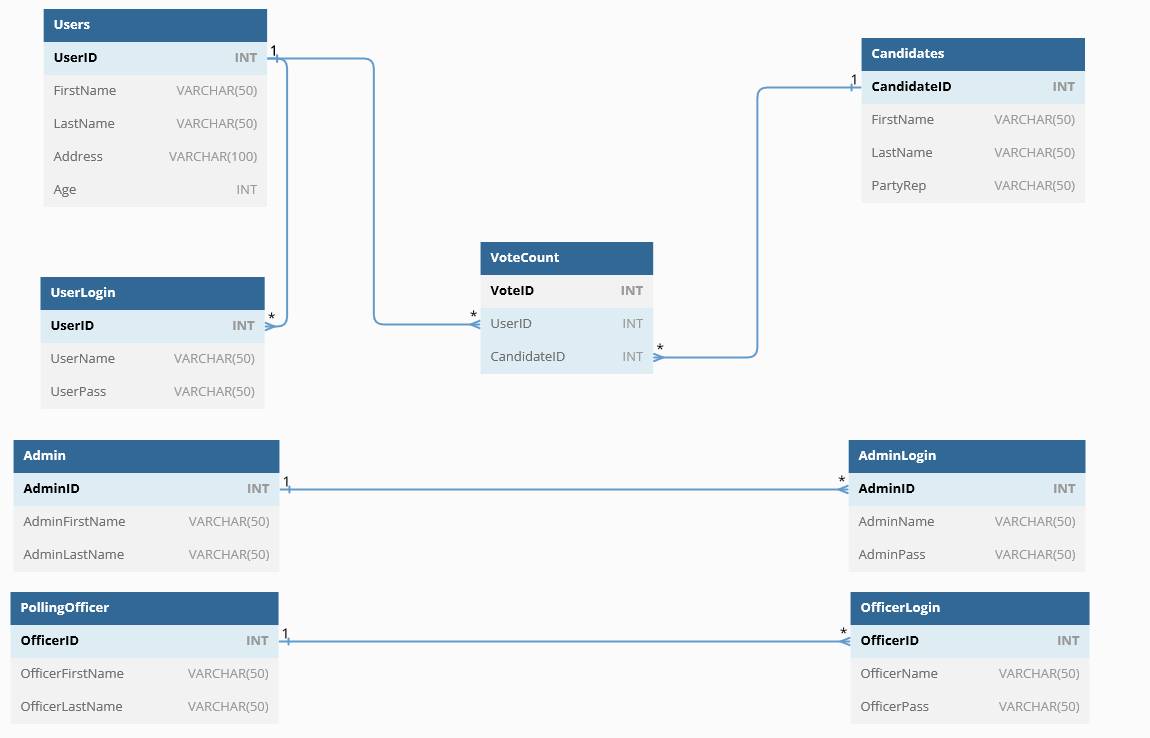 Users
UserID INT
FirstName VARCHAR(50)
LastName VARCHAR(50)
Address VARCHAR(100)
Age INT
1
Candidates
1
CandidateID INT
FirstName VARCHAR(50)
LastName VARCHAR(50)
PartyRep VARCHAR(50)
UserLogin
UserID INT
UserName VARCHAR(50)
UserPass VARCHAR(50)
*
VoteCount
VoteID INT
*
UserID INT
CandidateID INT
*
Admin
AdminID INT
AdminFirstName VARCHAR(50)
AdminLastName VARCHAR(50)
1
*
AdminLogin
AdminID INT
AdminName VARCHAR(50)
AdminPass VARCHAR(50)
PollingOfficer
OfficerID INT
OfficerFirstName VARCHAR(50)
OfficerLastName VARCHAR(50)
1
*
OfficerLogin
OfficerID INT
OfficerName VARCHAR(50)
OfficerPass VARCHAR(50)